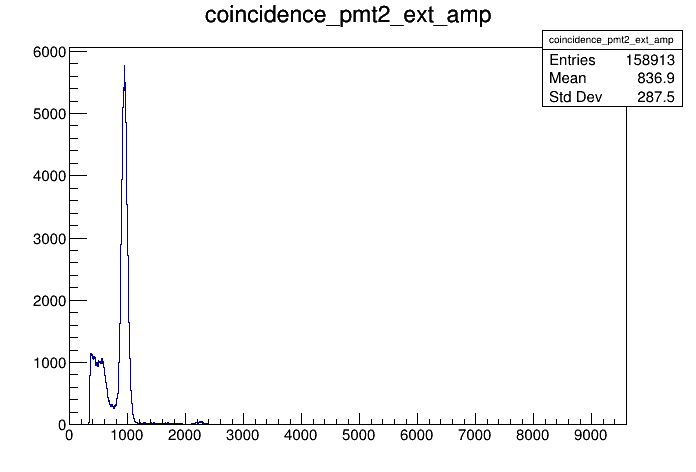 coincidence_pmt2_ext_amp
coincidence_pmt2_ext_amp
Entries 158913
Mean 836.9
Std Dev 287.5
6000
5000
4000
3000
2000
1000
0
0 1000 2000 3000 4000 5000 6000 7000 8000 9000